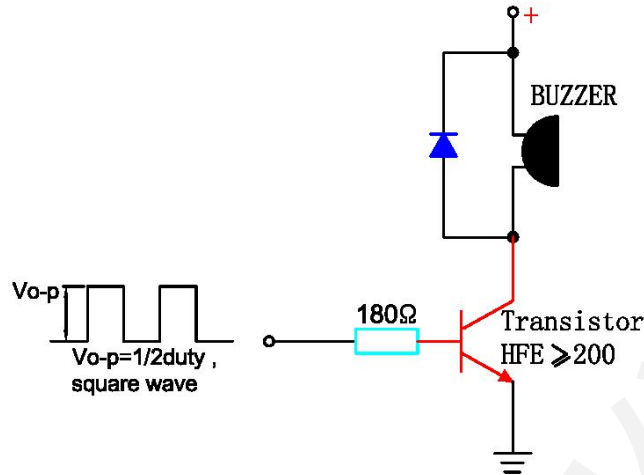 +
BUZZER
Vo-p
Vo-p=1/2duty ,
square wave
180Ω
Transistor
HFE ⩾200